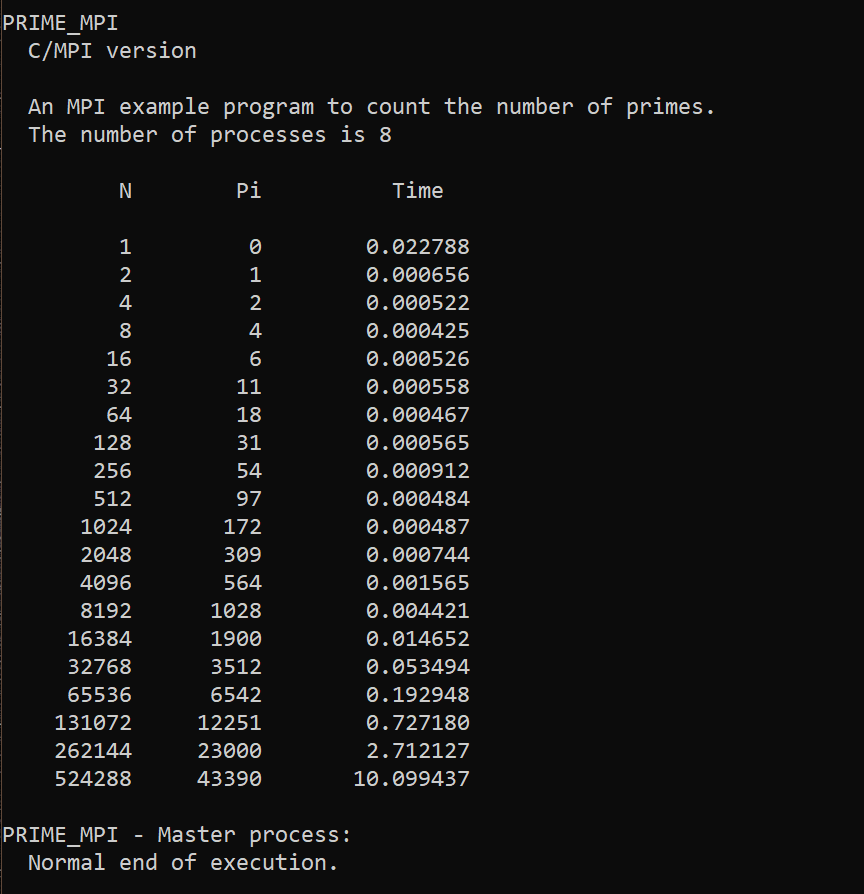 PRIME_MPI
  C/MPI version

  An MPI example program to count the number of primes.
  The number of processes is 8

         N        Pi          Time

         1         0        0.022788
         2         1        0.000656
         4         2        0.000522
         8         4        0.000425
        16         6        0.000526
        32        11        0.000558
        64        18        0.000467
       128        31        0.000565
       256        54        0.000912
       512        97        0.000484
      1024       172        0.000487
      2048       309        0.000744
      4096       564        0.001565
      8192      1028        0.004421
     16384      1900        0.014652
     32768      3512        0.053494
     65536      6542        0.192948
    131072     12251        0.727180
    262144     23000        2.712127
    524288     43390       10.099437

PRIME_MPI - Master process:
  Normal end of execution.